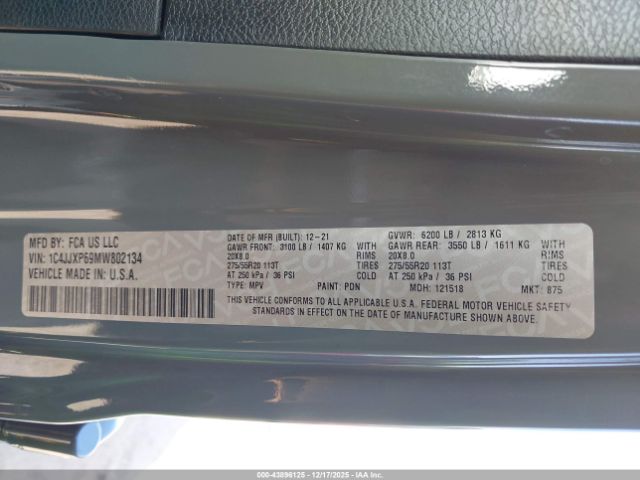 MFD BY: FCA US LLC
VIN: 1C4JJXP69MW802134
VEHICLE MADE IN: U.S.A.
DATE OF MFR (BUILT): 12-21 GVWR: 6200 LB / 2813 KG
GAWR FRONT: 3100 LB / 1407 KG WITH GAWR REAR: 3550 LB / 1611 KG WITH
20X8.0 RIMS 20X8.0 RIMS
275/55R20 113T TIRES 275/55R20 113T TIRES
AT 250 kPa / 36 PSI COLD AT 250 kPa / 36 PSI COLD
TYPE: MPV PAINT: PDN MDH: 121518 MKT: 875
THIS VEHICLE CONFORMS TO ALL APPLICABLE U.S.A. FEDERAL MOTOR VEHICLE SAFETY
STANDARDS IN EFFECT ON THE DATE OF MANUFACTURE SHOWN ABOVE.
000-43896125 - 12/17/2025 - IAAI.COM